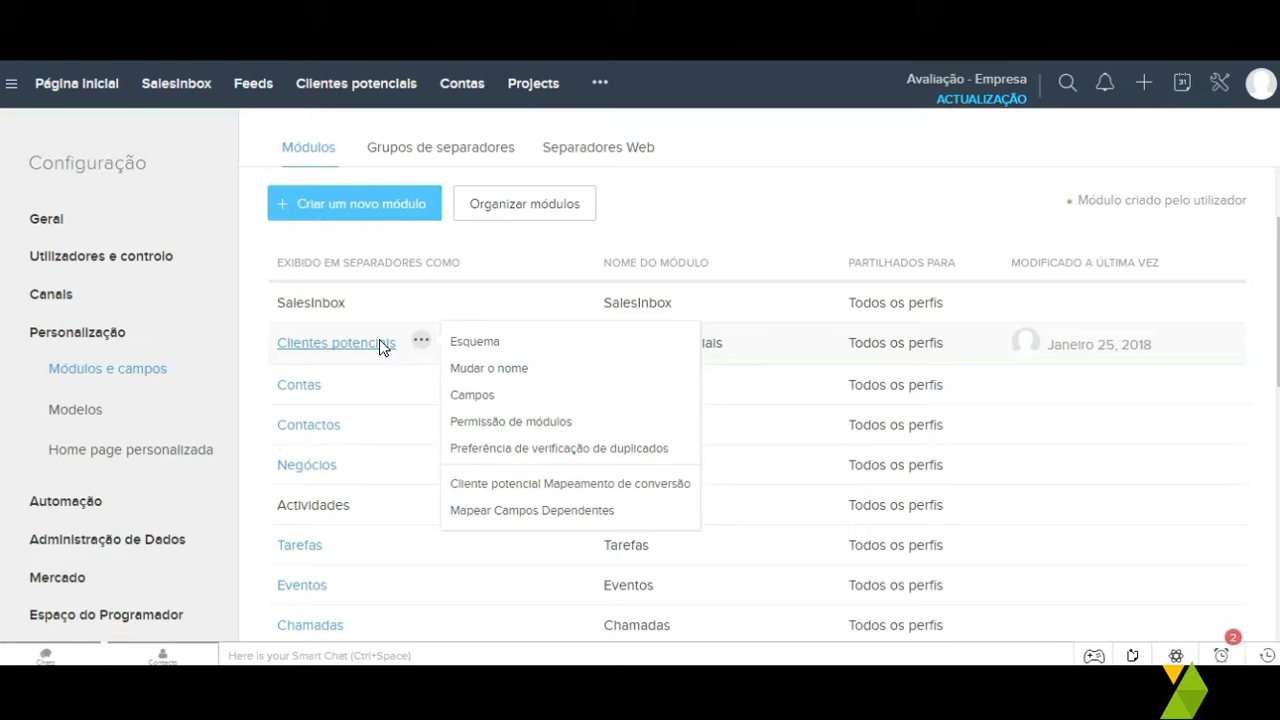 Página Inicial SalesInbox Feeds Clientes potenciais Contas Projects ••• Avaliação - Empresa
ACTUALIZAÇÃO
31
Configuração
Geral
Utilizadores e controlo
Canais
Personalização
Módulos e campos
Modelos
Home page personalizada
Automação
Administração de Dados
Mercado
Espaço do Programador
Módulos Grupos de separadores Separadores Web
+ Criar um novo módulo Organizar módulos * Módulo criado pelo utilizador
EXIBIDO EM SEPARADORES COMO NOME DO MÓDULO PARTILHADOS PARA MODIFICADO A ÚLTIMA VEZ
SalesInbox SalesInbox Todos os perfis
Clientes potenciais ••• iais Todos os perfis Janeiro 25, 2018
Esquema
Mudar o nome
Campos
Permissão de módulos
Preferência de verificação de duplicados
Cliente potencial Mapeamento de conversão
Mapear Campos Dependentes
Contas Todos os perfis
Contactos Todos os perfis
Negócios Todos os perfis
Actividades Todos os perfis
Tarefas Tarefas Todos os perfis
Eventos Eventos Todos os perfis
Chamadas Chamadas Todos os perfis
Chats Contacts Here is your Smart Chat (Ctrl+Space) 2